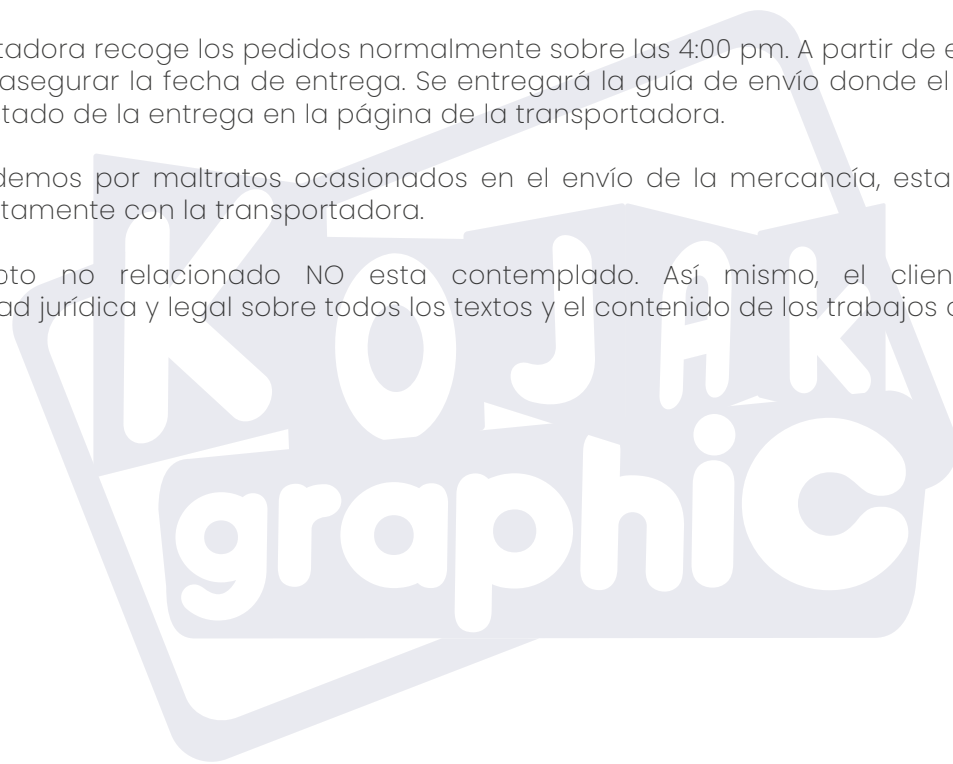 tadora recoge los pedidos normalmente sobre las 4:00 pm. A partir de e
asegurar la fecha de entrega. Se entregará la guía de envío donde el
tado de la entrega en la página de la transportadora.
demos por maltratos ocasionados en el envío de la mercancía, esta
tamente con la transportadora.
pto no relacionado NO esta contemplado. Así mismo, el clien
ad jurídica y legal sobre todos los textos y el contenido de los trabajos
KOJAK
graphiC